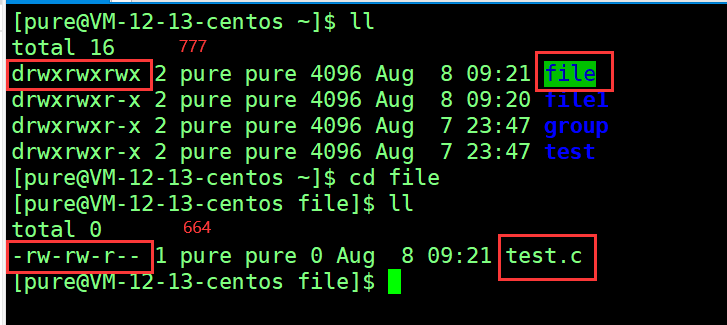 [pure@VM-12-13-centos ~]$ ll
total 16 777
drwxrwxrwx 2 pure pure 4096 Aug  8 09:21 file
drwxrwxr-x 2 pure pure 4096 Aug  8 09:20 file1
drwxrwxr-x 2 pure pure 4096 Aug  7 23:47 group
drwxrwxr-x 2 pure pure 4096 Aug  7 23:47 test
[pure@VM-12-13-centos ~]$ cd file
[pure@VM-12-13-centos file]$ ll
total 0 664
-rw-rw-r-- 1 pure pure 0 Aug  8 09:21 test.c
[pure@VM-12-13-centos file]$